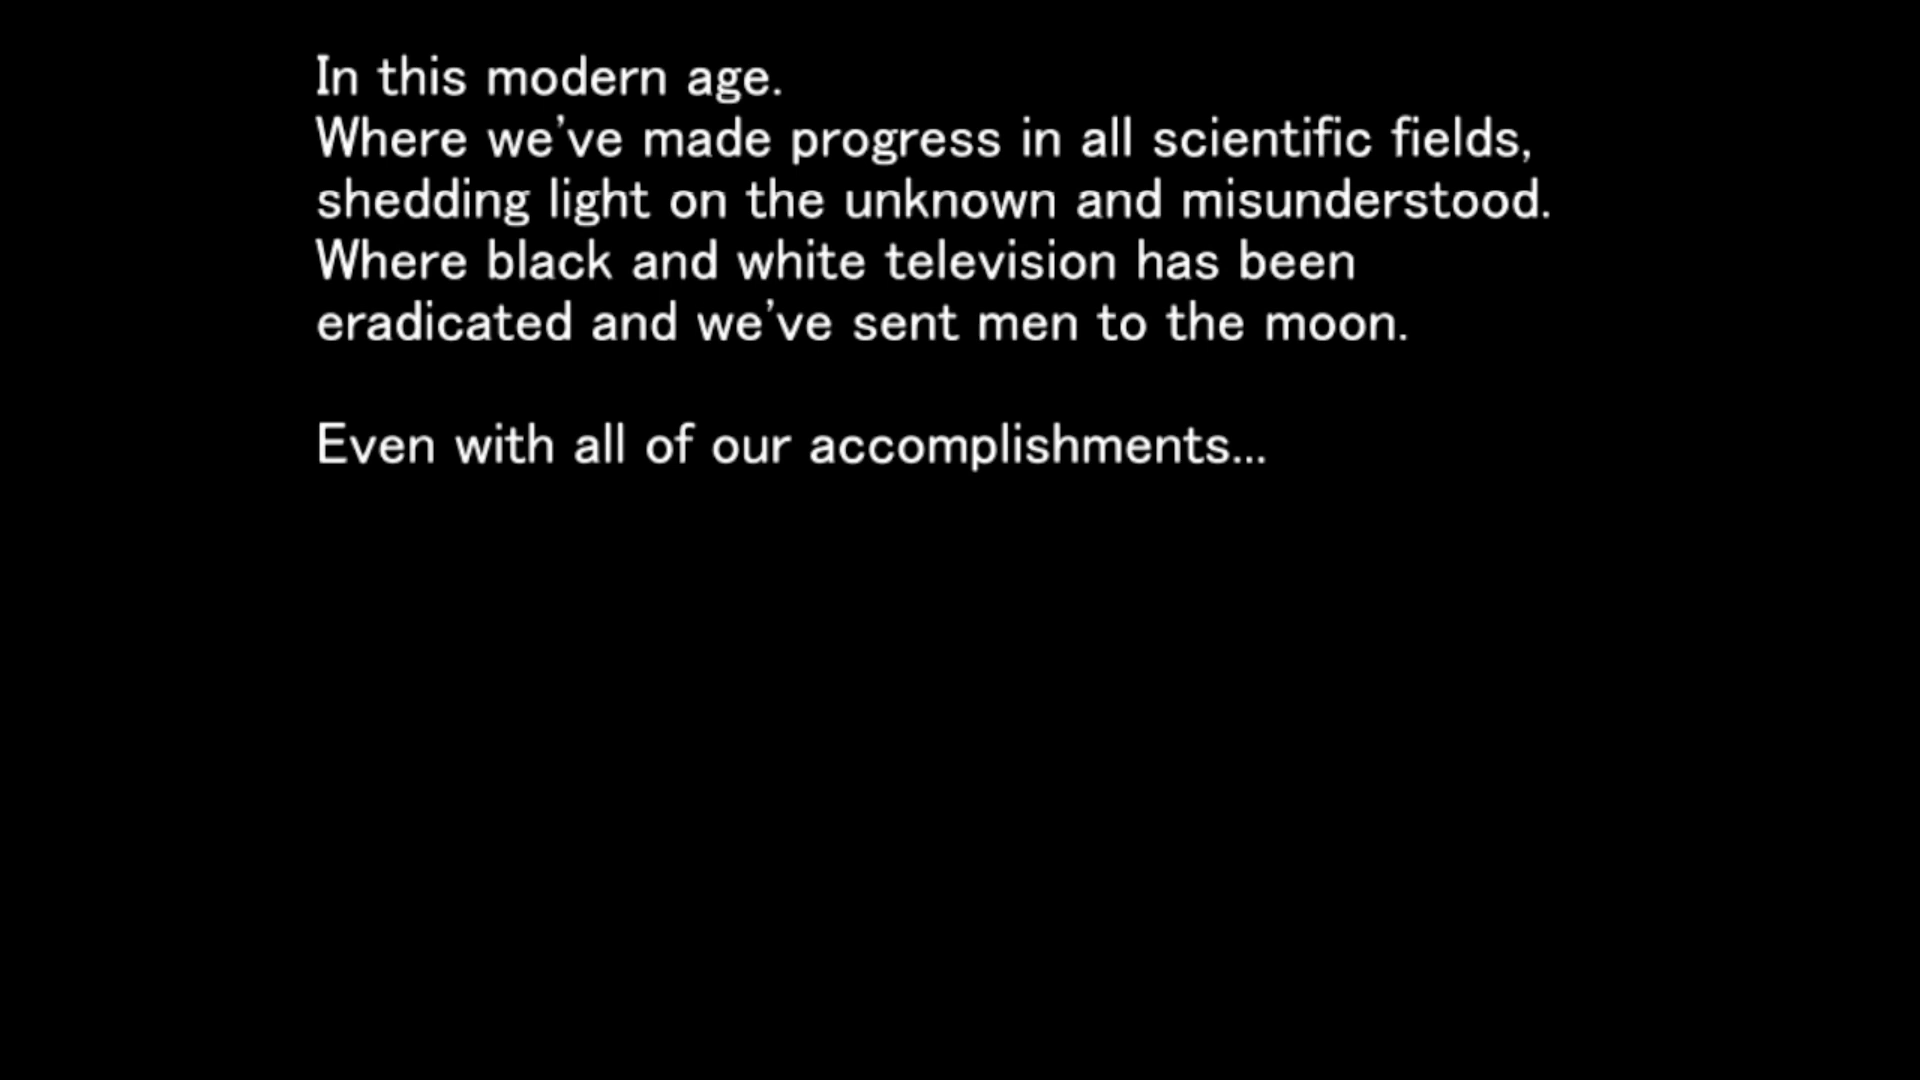 In this modern age.
Where we've made progress in all scientific fields,
shedding light on the unknown and misunderstood.
Where black and white television has been
eradicated and we've sent men to the moon.
Even with all of our accomplishments...